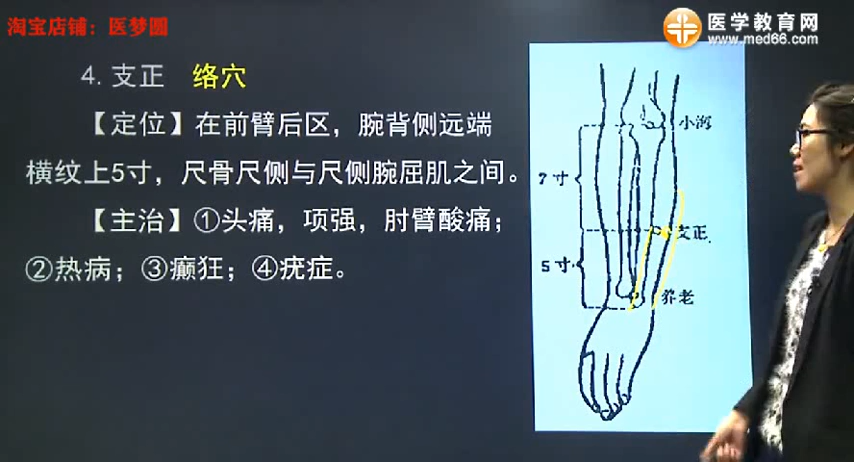 淘宝店铺：医梦圆
医学教育网
www.med66.com
4. 支正 络穴
【定位】在前臂后区，腕背侧远端
横纹上5寸，尺骨尺侧与尺侧腕屈肌之间。
【主治】①头痛，项强，肘臂酸痛；
②热病；③癫狂；④疣症。
小海
7寸
支正
5寸
养老